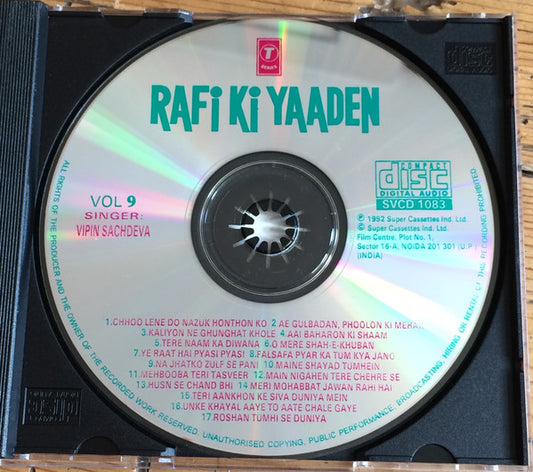 T
SERIES
RAFi Ki YAADEN
VOL 9
SINGER:
VIPIN SACHDEVA
COMPACT
disc
DIGITAL AUDIO
SVCD 1083
℗ 1992 Super Cassettes Ind. Ltd.
© Super Cassettes Ind. Ltd.
Film Centre, Plot No. 1,
Sector 16-A, NOIDA 201 301 (U.P.)
(INDIA)
1.CHHOO LENE DO NAZUK HONTHON KO 2 AE GULBADAN, PHOOLON KI MEHAK
3.KALIYON NE GHUNGHAT KHOLE 4.AAI BAHARON KI SHAAM
5.TERE NAAM KA DIWANA 6.O MERE SHAH-E-KHUBAN
7.YE RAAT HAI PYASI PYASI 8.FALSAFA PYAR KA TUM KYA JANO
9.NA JHATKO ZULF SE PANI 10.MAINE SHAYAD TUMHEIN
11.MEHBOOBA TERI TASVEER 12.MAIN NIGAHEN TERE CHEHRE SE
13.HUSN SE CHAND BHI 14 MERI MOHABBAT JAWAN RAHI HAI
15.TERI AANKHON KE SIVA DUNIYA MEIN
16.UNKE KHAYAL AAYE TO AATE CHALE GAYE
17.ROSHAN TUMHI SE DUNIYA
ALL RIGHTS OF THE PRODUCER AND THE OWNER OF THE RECORDED WORK RESERVED. UNAUTHORISED COPYING, PUBLIC PERFORMANCE, BROADCASTING, HIRING OR RENTING OF THIS RECORDING PROHIBITED.